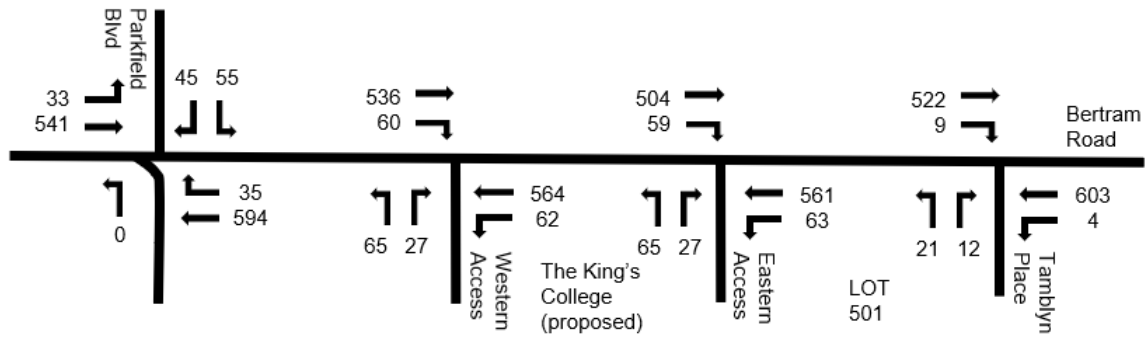 Parkfield
Blvd
33
541
45 55
536
60
504
59
522
9
Bertram
Road
0
35
594
65 27
564
62
65 27
561
63
21 12
603
4
Western
Access
The King's
College
(proposed)
Eastern
Access
LOT
501
Tamblyn
Place